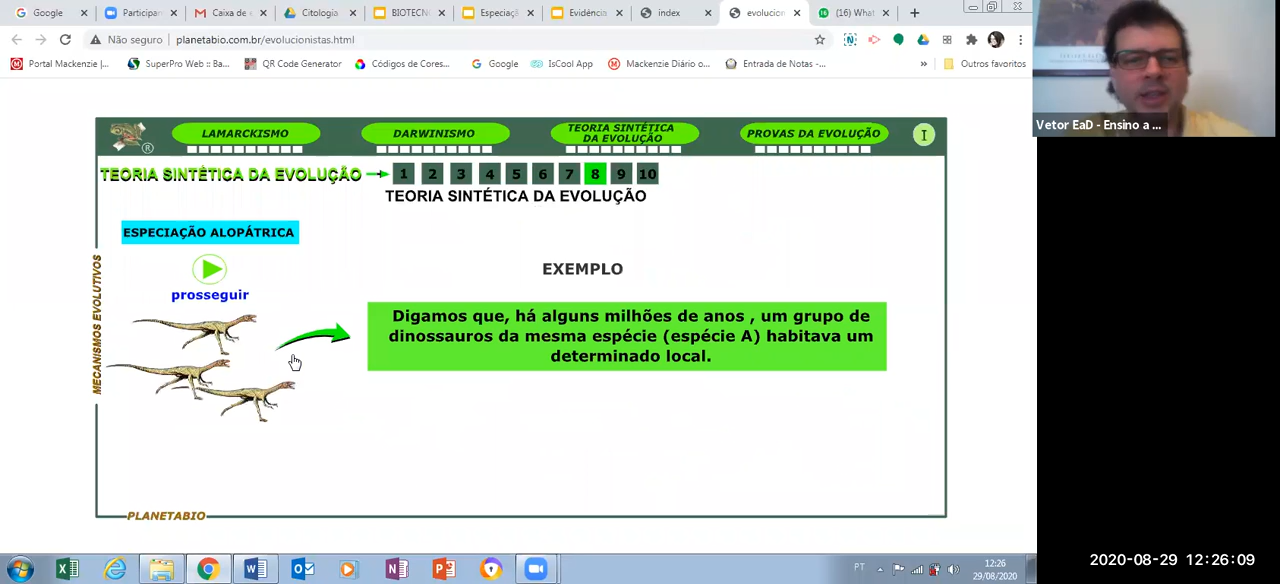 Google
Participan
Caixa de e
Citologia
BIOTECN
Especiaçã
Evidência
index
evolucion
(16) What
Não seguro | planetabio.com.br/evolucionistas.html
Portal Mackenzie |...
SuperPro Web :: Ba...
QR Code Generator
Códigos de Cores...
Google
IsCool App
Mackenzie Diário o...
Entrada de Notas -...
»
Outros favoritos
Vetor EaD - Ensino a ...
LAMARCKISMO
DARWINISMO
TEORIA SINTÉTICA
DA EVOLUÇÃO
PROVAS DA EVOLUÇÃO
I
®
TEORIA SINTÉTICA DA EVOLUÇÃO
1 2 3 4 5 6 7 8 9 10
TEORIA SINTÉTICA DA EVOLUÇÃO
ESPECIAÇÃO ALOPÁTRICA
prosseguir
EXEMPLO
MECANISMOS EVOLUTIVOS
Digamos que, há alguns milhões de anos , um grupo de
dinossauros da mesma espécie (espécie A) habitava um
determinado local.
PLANETABIO
PT
12:26
29/08/2020
2020-08-29 12:26:09